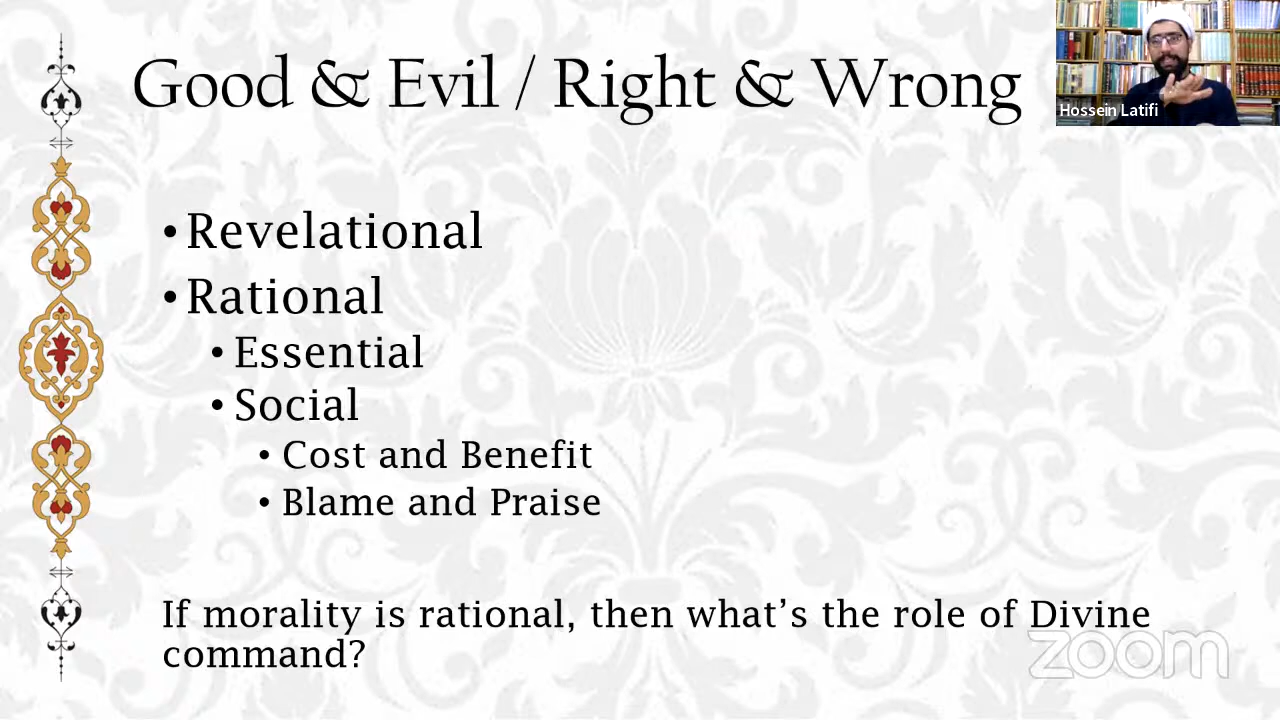 Good & Evil / Right & Wrong
Hossein Latifi
• Revelational
• Rational
• Essential
• Social
• Cost and Benefit
• Blame and Praise
If morality is rational, then what’s the role of Divine
command?
zoom